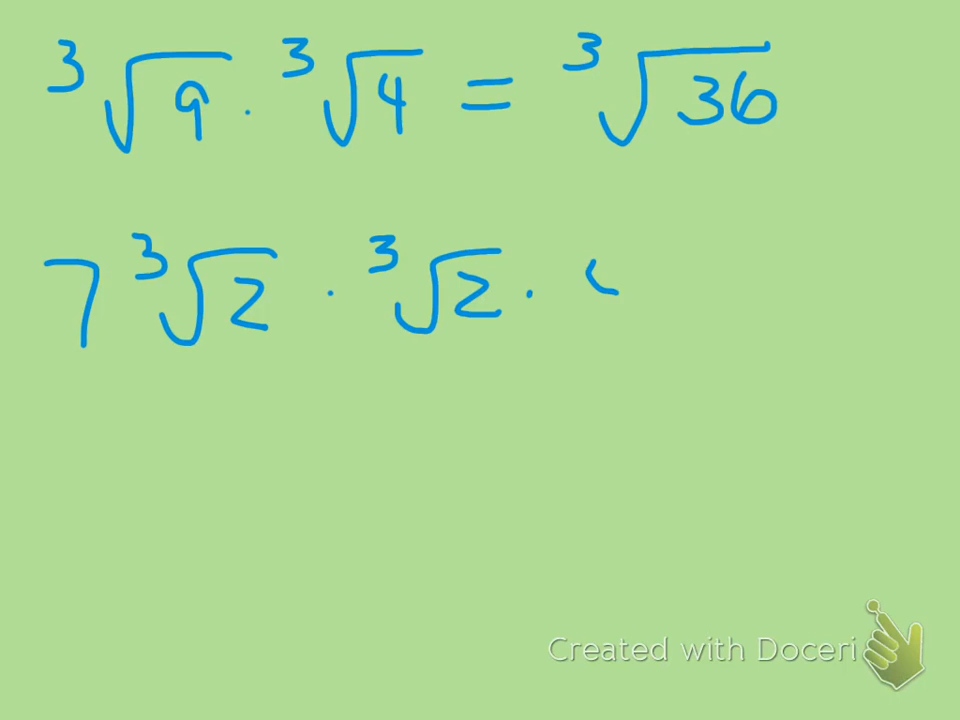 ³√9 · ³√4 = ³√36
7 ³√2 · ³√2 ·
Created with Doceri